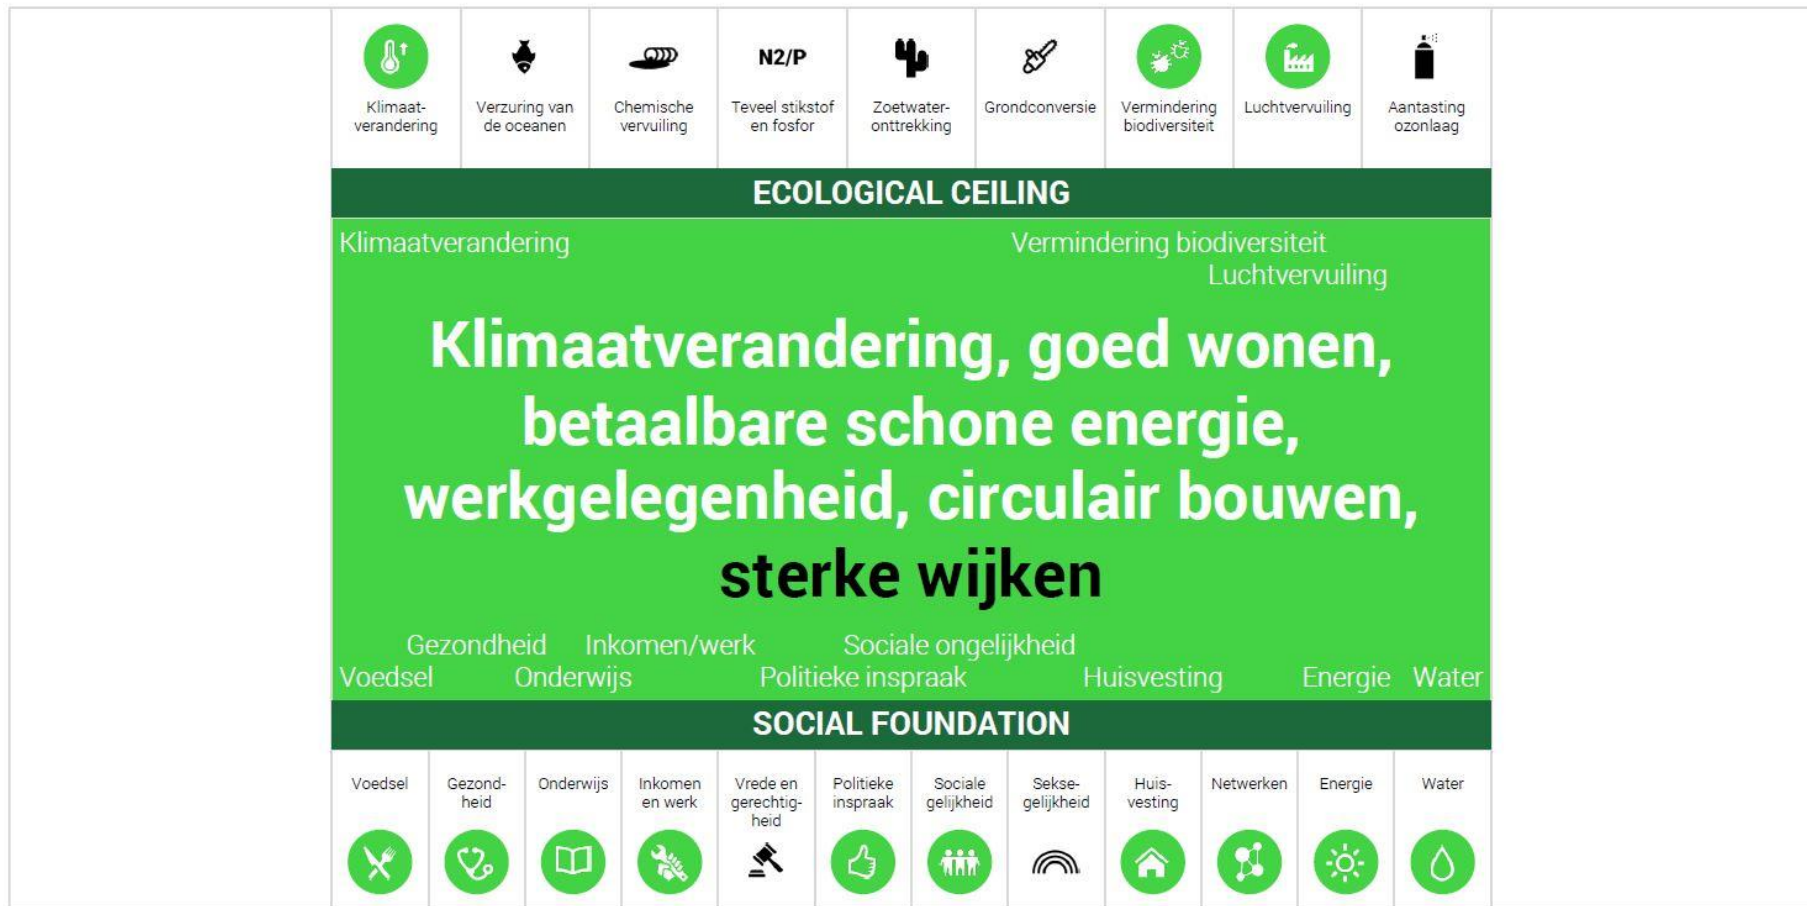 N2/P
Klimaat-
verandering
Verzuring van
de oceanen
Chemische
vervuiling
Teveel stikstof
en fosfor
Zoetwater-
onttrekking
Grondconversie
Vermindering
biodiversiteit
Luchtvervuiling
Aantasting
ozonlaag
ECOLOGICAL CEILING
Klimaatverandering
Vermindering biodiversiteit
Luchtvervuiling
Klimaatverandering, goed wonen,
betaalbare schone energie,
werkgelegenheid, circulair bouwen,
sterke wijken
Gezondheid
Inkomen/werk
Sociale ongelijkheid
Voedsel
Onderwijs
Politieke inspraak
Huisvesting
Energie
Water
SOCIAL FOUNDATION
Voedsel
Gezond-
heid
Onderwijs
Inkomen
en werk
Vrede en
gerechtig-
heid
Politieke
inspraak
Sociale
gelijkheid
Sekse-
gelijkheid
Huis-
vesting
Netwerken
Energie
Water